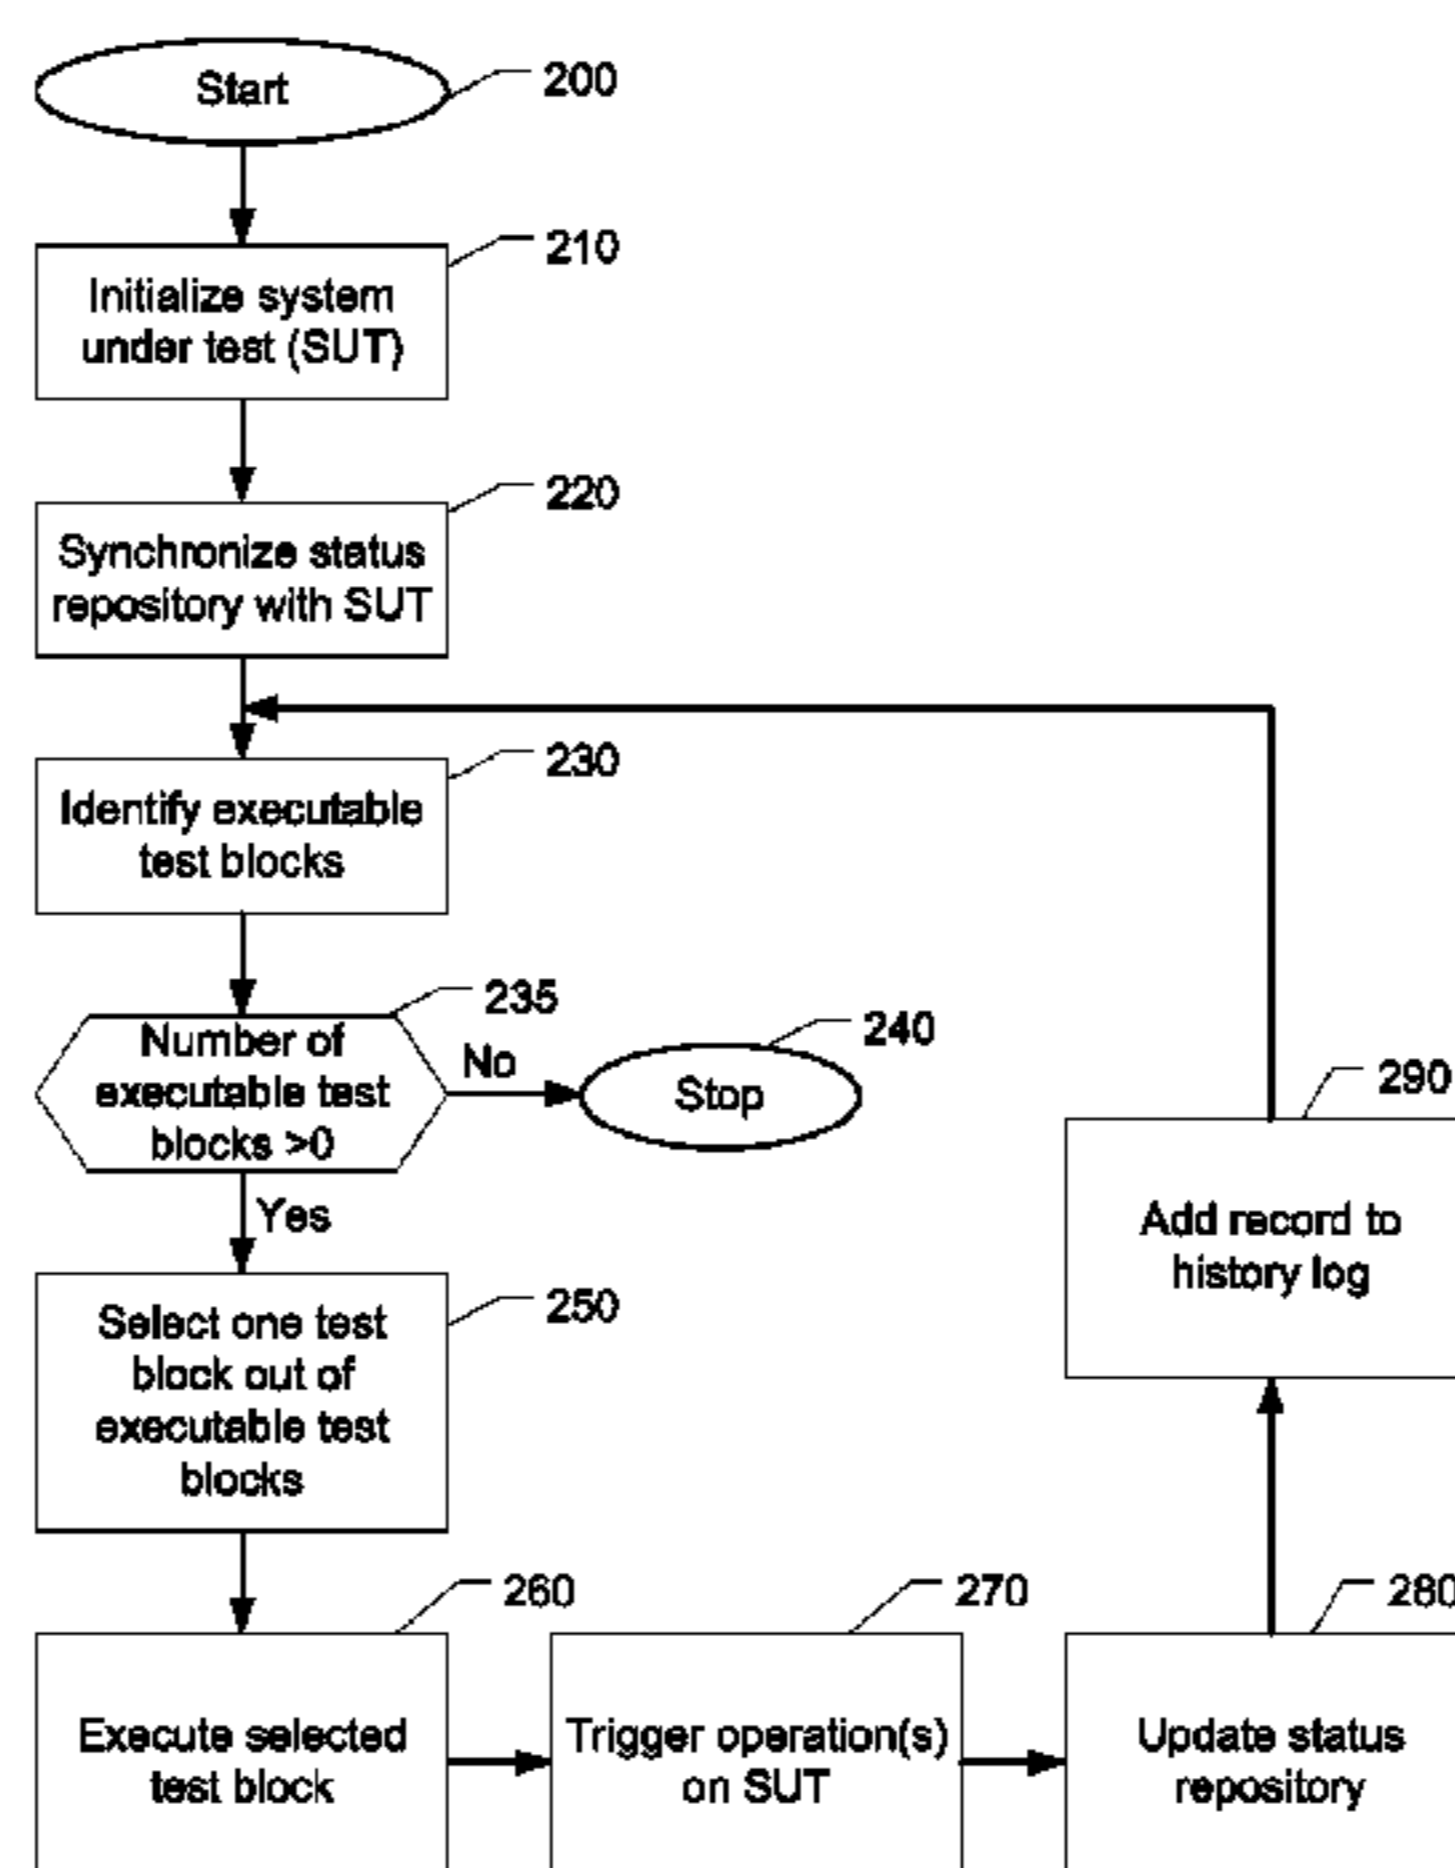 Start
200
210
Initialize system
under test (SUT)
220
Synchronize status
repository with SUT
230
Identify executable
test blocks
235
Number of
executable test
blocks >0
No
240
Stop
Yes
290
Add record to
history log
250
Select one test
block out of
executable test
blocks
260
Execute selected
test block
270
Trigger operation(s)
on SUT
280
Update status
repository